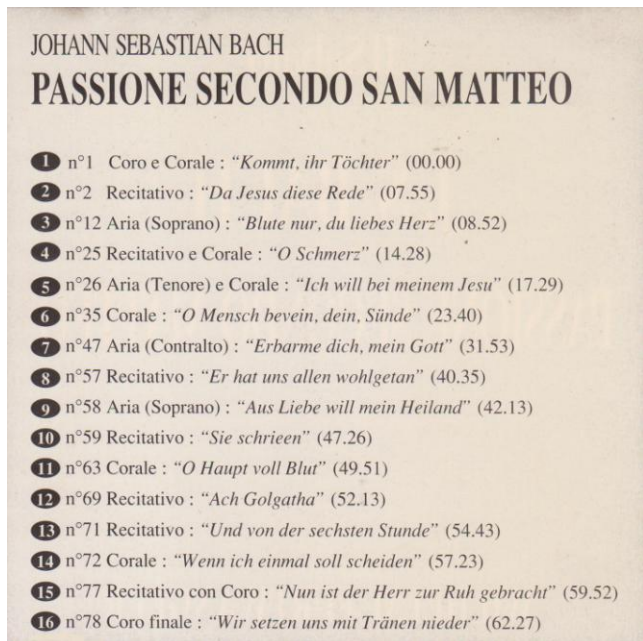 JOHANN SEBASTIAN BACH
PASSIONE SECONDO SAN MATTEO
1 n°1 Coro e Corale : "Kommt, ihr Töchter" (00.00)
2 n°2 Recitativo : "Da Jesus diese Rede" (07.55)
3 n°12 Aria (Soprano) : "Blute nur, du liebes Herz" (08.52)
4 n°25 Recitativo e Corale : "O Schmerz" (14.28)
5 n°26 Aria (Tenore) e Corale : "Ich will bei meinem Jesu" (17.29)
6 n°35 Corale : "O Mensch bevein, dein, Sünde" (23.40)
7 n°47 Aria (Contralto) : "Erbarme dich, mein Gott" (31.53)
8 n°57 Recitativo : "Er hat uns allen wohlgetan" (40.35)
9 n°58 Aria (Soprano) : "Aus Liebe will mein Heiland" (42.13)
10 n°59 Recitativo : "Sie schrieen" (47.26)
11 n°63 Corale : "O Haupt voll Blut" (49.51)
12 n°69 Recitativo : "Ach Golgatha" (52.13)
13 n°71 Recitativo : "Und von der sechsten Stunde" (54.43)
14 n°72 Corale : "Wenn ich einmal soll scheiden" (57.23)
15 n°77 Recitativo con Coro : "Nun ist der Herr zur Ruh gebracht" (59.52)
16 n°78 Coro finale : "Wir setzen uns mit Tränen nieder" (62.27)